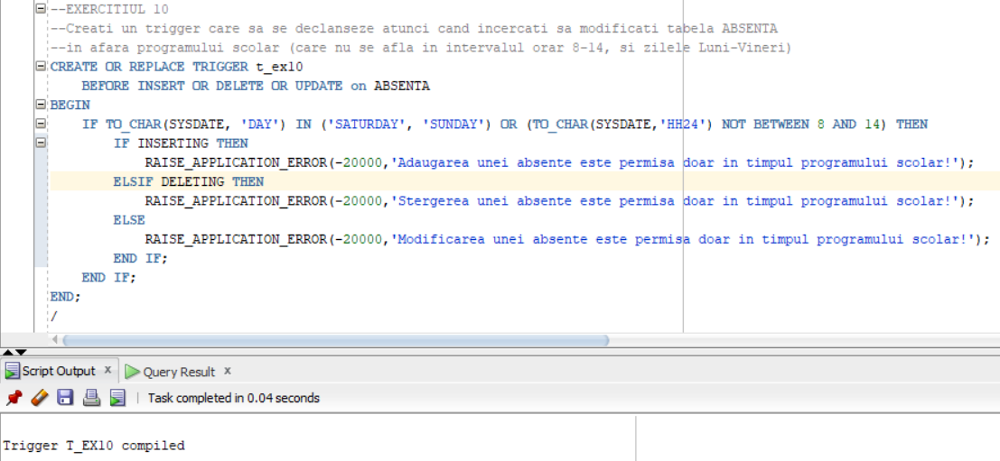 --EXERCITIUL 10
--Creati un trigger care sa se declanseze atunci cand incercati sa modificati tabela ABSENTA
--in afara programului scolar (care nu se afla in intervalul orar 8-14, si zilele Luni-Vineri)
CREATE OR REPLACE TRIGGER t_ex10
BEFORE INSERT OR DELETE OR UPDATE on ABSENTA
BEGIN
IF TO_CHAR(SYSDATE, 'DAY') IN ('SATURDAY', 'SUNDAY') OR (TO_CHAR(SYSDATE,'HH24') NOT BETWEEN 8 AND 14) THEN
IF INSERTING THEN
RAISE_APPLICATION_ERROR(-20000,'Adaugarea unei absente este permisa doar in timpul programului scolar!');
ELSIF DELETING THEN
RAISE_APPLICATION_ERROR(-20000,'Stergerea unei absente este permisa doar in timpul programului scolar!');
ELSE
RAISE_APPLICATION_ERROR(-20000,'Modificarea unei absente este permisa doar in timpul programului scolar!');
END IF;
END IF;
END;
/
Script Output x Query Result x
Task completed in 0.04 seconds
Trigger T_EX10 compiled